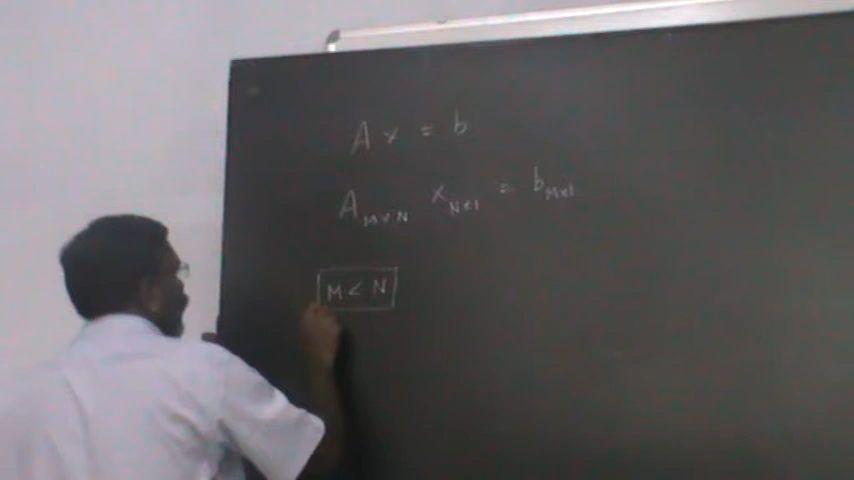 A x = b
A M×N x N×1 = b M×1
M < N